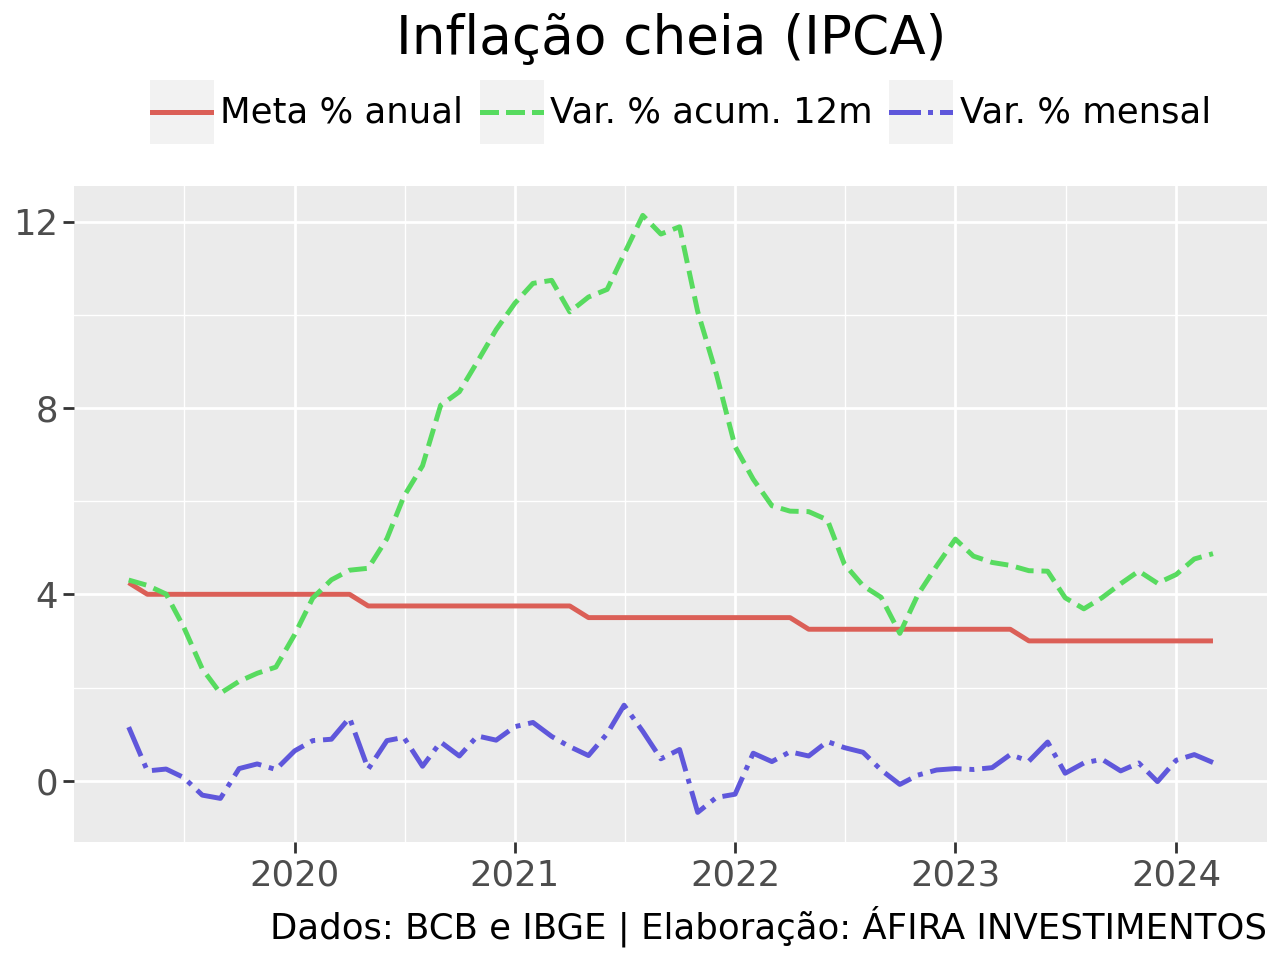 Inflação cheia (IPCA)
Meta % anual Var. % acum. 12m Var. % mensal
12
8
4
0
2020 2021 2022 2023 2024
Dados: BCB e IBGE | Elaboração: ÁFIRA INVESTIMENTOS